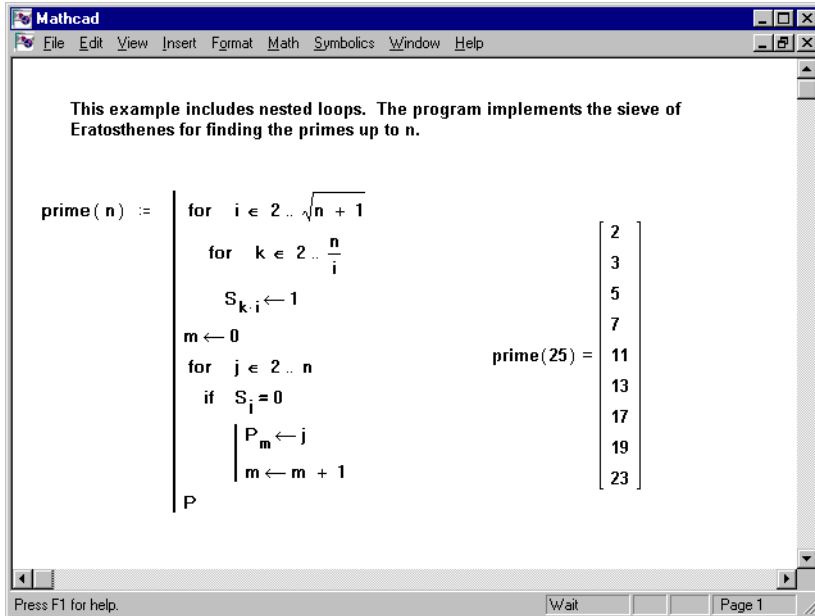 Mathcad
File Edit View Insert Format Math Symbolics Window Help
This example includes nested loops. The program implements the sieve of
Eratosthenes for finding the primes up to n.
prime(n) :=
for i ∈ 2 .. √(n + 1)
for k ∈ 2 .. n/i
S_k·i ← 1
m ← 0
for j ∈ 2 .. n
if S_j = 0
P_m ← j
m ← m + 1
P
prime(25) =
2
3
5
7
11
13
17
19
23
Press F1 for help.
Wait
Page 1